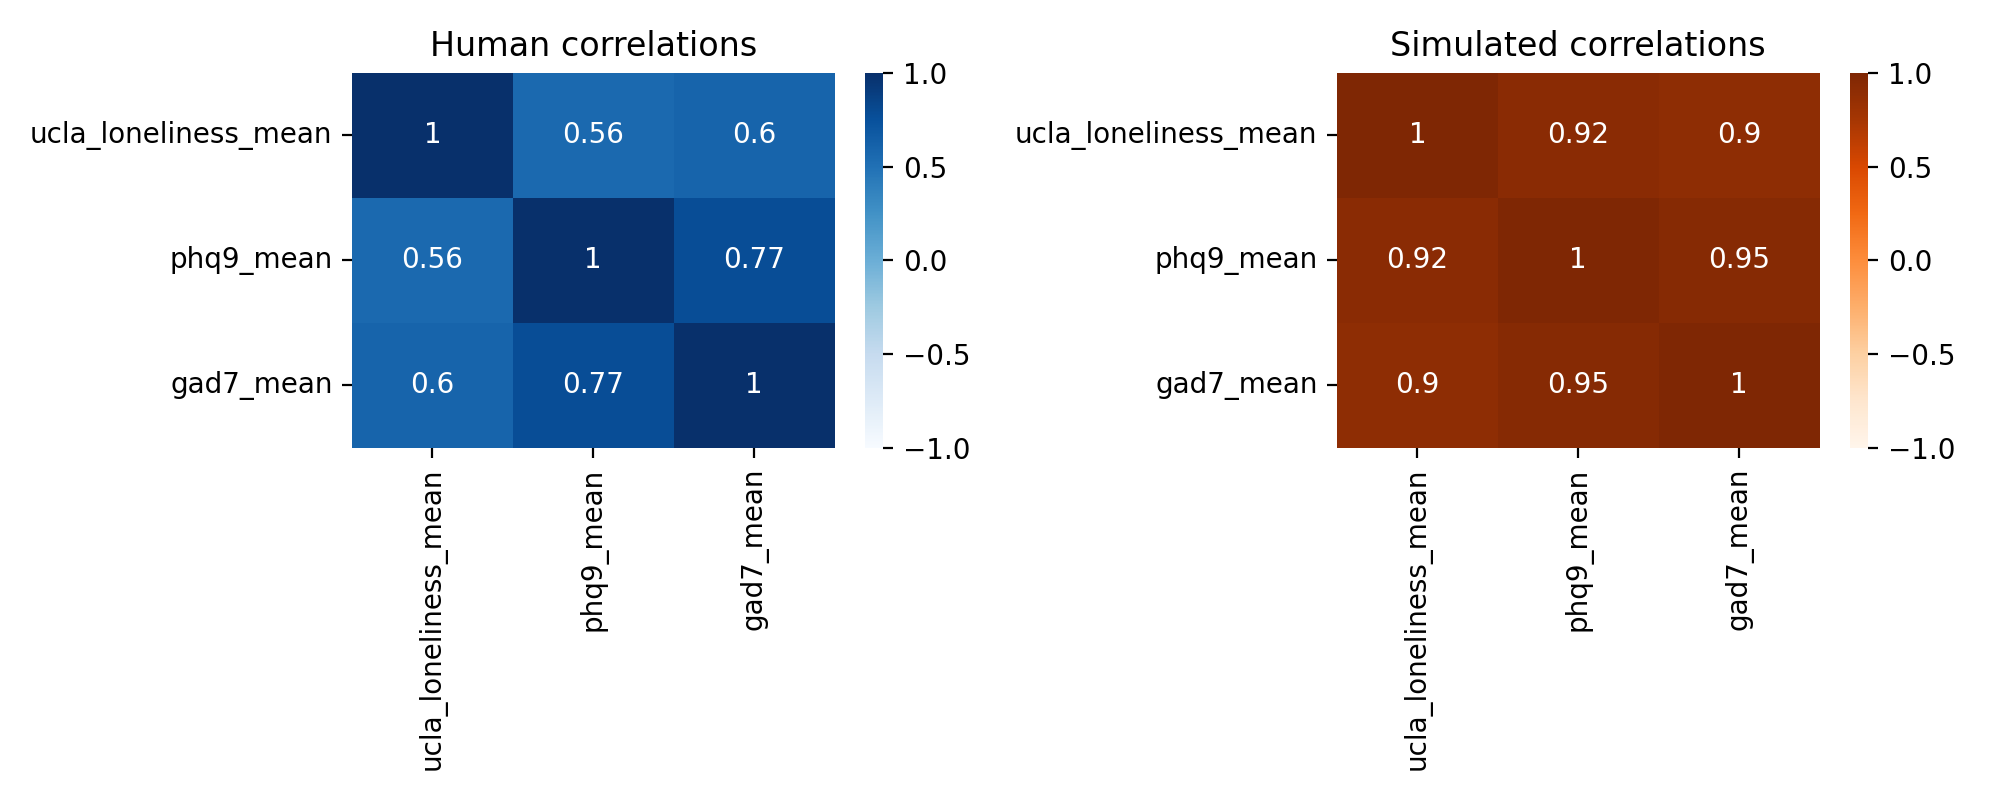 Human correlations
ucla_loneliness_mean
phq9_mean
gad7_mean
1 0.56 0.6
0.56 1 0.77
0.6 0.77 1
ucla_loneliness_mean
phq9_mean
gad7_mean
1.0
0.5
0.0
−0.5
−1.0
Simulated correlations
ucla_loneliness_mean
phq9_mean
gad7_mean
1 0.92 0.9
0.92 1 0.95
0.9 0.95 1
ucla_loneliness_mean
phq9_mean
gad7_mean
1.0
0.5
0.0
−0.5
−1.0